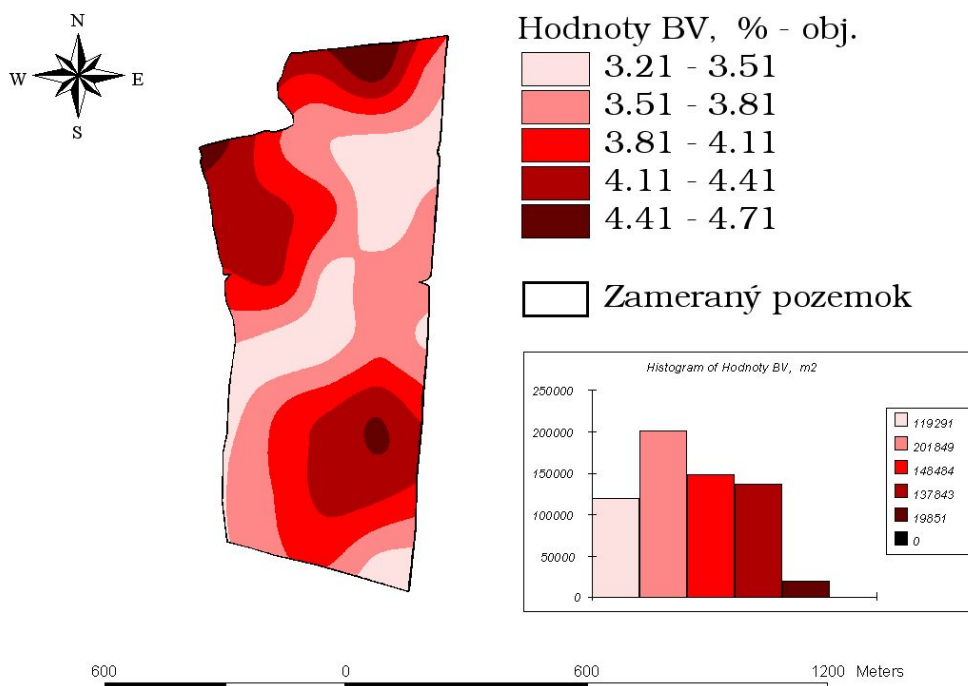 N
W E
S
Hodnoty BV, % - obj.
3.21 - 3.51
3.51 - 3.81
3.81 - 4.11
4.11 - 4.41
4.41 - 4.71
Zameraný pozemok
Histogram of Hodnoty BV, m2
250000
200000
150000
100000
50000
0
119291
201849
148484
137843
19851
0
600 0 600 1200 Meters